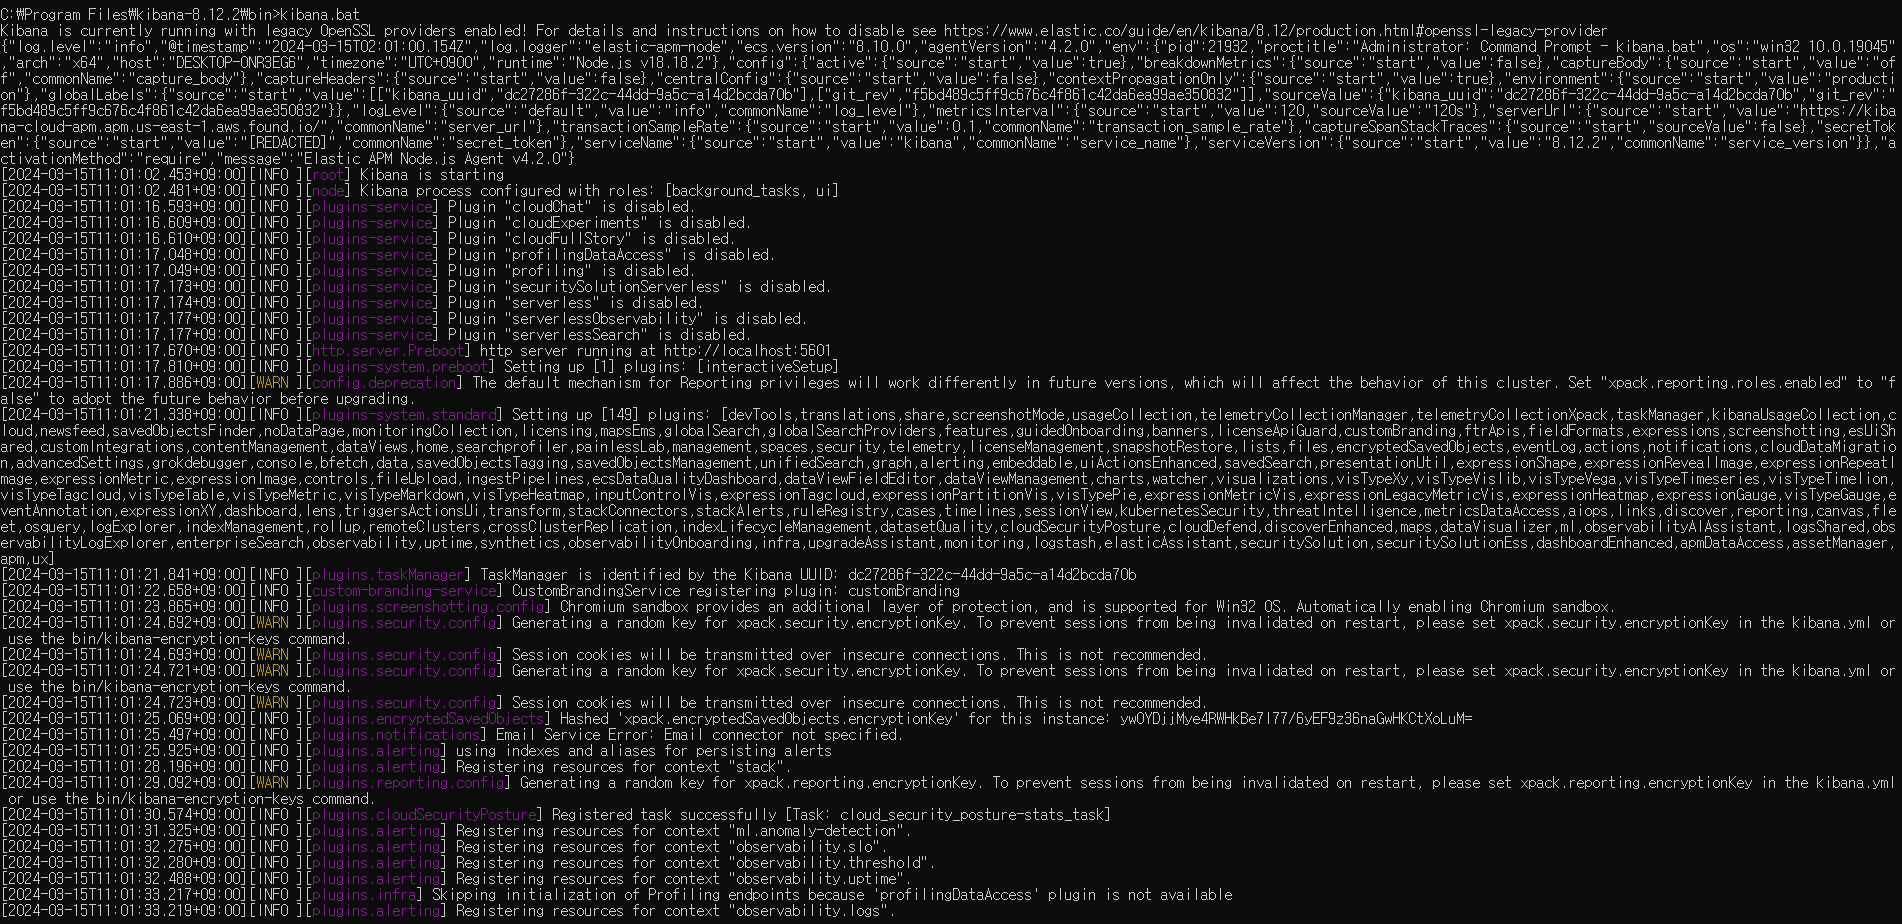 C:₩Program Files₩kibana-8.12.2₩bin>kibana.bat
Kibana is currently running with legacy OpenSSL providers enabled! For details and instructions on how to disable see https://www.elastic.co/guide/en/kibana/8.12/production.html#openssl-legacy-provider
{"log.level":"info","@timestamp":"2024-03-15T02:01:00.154Z","log.logger":"elastic-apm-node","ecs.version":"8.10.0","agentVersion":"4.2.0","env":{"pid":21932,"proctitle":"Administrator: Command Prompt - kibana.bat","os":"win32 10.0.19045"
,"arch":"x64","host":"DESKTOP-0NR3EG6","timezone":"UTC+0900","runtime":"Node.js v18.18.2"},"config":{"active":{"source":"start","value":true},"breakdownMetrics":{"source":"start","value":false},"captureBody":{"source":"start","value":"of
f","commonName":"capture_body"},"captureHeaders":{"source":"start","value":false},"centralConfig":{"source":"start","value":false},"contextPropagationOnly":{"source":"start","value":true},"environment":{"source":"start","value":"productio
n"},"globalLabels":{"source":"start","value":[["kibana_uuid","dc27286f-322c-44dd-9a5c-a14d2bcda70b"],["git_rev","f5bd489c5ff9c676c4f861c42da6ea99ae350832"]],"sourceValue":{"kibana_uuid":"dc27286f-322c-44dd-9a5c-a14d2bcda70b","git_rev":"
f5bd489c5ff9c676c4f861c42da6ea99ae350832"}},"logLevel":{"source":"default","value":"info","commonName":"log_level"},"metricsInterval":{"source":"start","value":120,"sourceValue":"120s"},"serverUrl":{"source":"start","value":"https://kiba
na-cloud-apm.apm.us-east-1.aws.found.io/","commonName":"server_url"},"transactionSampleRate":{"source":"start","value":0.1,"commonName":"transaction_sample_rate"},"captureSpanStackTraces":{"source":"start","sourceValue":false},"secretTok
en":{"source":"start","value":"[REDACTED]","commonName":"secret_token"},"serviceName":{"source":"start","value":"kibana","commonName":"service_name"},"serviceVersion":{"source":"start","value":"8.12.2","commonName":"service_version"}},"a
ctivationMethod":"require","message":"Elastic APM Node.js Agent v4.2.0"}
[2024-03-15T11:01:02.453+09:00][INFO ][root] Kibana is starting
[2024-03-15T11:01:02.481+09:00][INFO ][node] Kibana process configured with roles: [background_tasks, ui]
[2024-03-15T11:01:16.593+09:00][INFO ][plugins-service] Plugin "cloudChat" is disabled.
[2024-03-15T11:01:16.609+09:00][INFO ][plugins-service] Plugin "cloudExperiments" is disabled.
[2024-03-15T11:01:16.610+09:00][INFO ][plugins-service] Plugin "cloudFullStory" is disabled.
[2024-03-15T11:01:17.048+09:00][INFO ][plugins-service] Plugin "profilingDataAccess" is disabled.
[2024-03-15T11:01:17.049+09:00][INFO ][plugins-service] Plugin "profiling" is disabled.
[2024-03-15T11:01:17.173+09:00][INFO ][plugins-service] Plugin "securitySolutionServerless" is disabled.
[2024-03-15T11:01:17.174+09:00][INFO ][plugins-service] Plugin "serverless" is disabled.
[2024-03-15T11:01:17.177+09:00][INFO ][plugins-service] Plugin "serverlessObservability" is disabled.
[2024-03-15T11:01:17.177+09:00][INFO ][plugins-service] Plugin "serverlessSearch" is disabled.
[2024-03-15T11:01:17.670+09:00][INFO ][http.server.Preboot] http server running at http://localhost:5601
[2024-03-15T11:01:17.810+09:00][INFO ][plugins-system.preboot] Setting up [1] plugins: [interactiveSetup]
[2024-03-15T11:01:17.886+09:00][WARN ][config.deprecation] The default mechanism for Reporting privileges will work differently in future versions, which will affect the behavior of this cluster. Set "xpack.reporting.roles.enabled" to "f
alse" to adopt the future behavior before upgrading.
[2024-03-15T11:01:21.338+09:00][INFO ][plugins-system.standard] Setting up [149] plugins: [devTools,translations,share,screenshotMode,usageCollection,telemetryCollectionManager,telemetryCollectionXpack,taskManager,kibanaUsageCollection,c
loud,newsfeed,savedObjectsFinder,noDataPage,monitoringCollection,licensing,mapsEms,globalSearch,globalSearchProviders,features,guidedOnboarding,banners,licenseApiGuard,customBranding,ftrApis,fieldFormats,expressions,screenshotting,esUiSh
ared,customIntegrations,contentManagement,dataViews,home,searchprofiler,painlessLab,management,spaces,security,telemetry,licenseManagement,snapshotRestore,lists,files,encryptedSavedObjects,eventLog,actions,notifications,cloudDataMigratio
n,advancedSettings,grokdebugger,console,bfetch,data,savedObjectsTagging,savedObjectsManagement,unifiedSearch,graph,alerting,embeddable,uiActionsEnhanced,savedSearch,presentationUtil,expressionShape,expressionRevealImage,expressionRepeatI
mage,expressionMetric,expressionImage,controls,fileUpload,ingestPipelines,ecsDataQualityDashboard,dataViewFieldEditor,dataViewManagement,charts,watcher,visualizations,visTypeXy,visTypeVislib,visTypeVega,visTypeTimeseries,visTypeTimelion,
visTypeTagcloud,visTypeTable,visTypeMetric,visTypeMarkdown,visTypeHeatmap,inputControlVis,expressionTagcloud,expressionPartitionVis,visTypePie,expressionMetricVis,expressionLegacyMetricVis,expressionHeatmap,expressionGauge,visTypeGauge,e
ventAnnotation,expressionXY,dashboard,lens,triggersActionsUi,transform,stackConnectors,stackAlerts,ruleRegistry,cases,timelines,sessionView,kubernetesSecurity,threatIntelligence,metricsDataAccess,aiops,links,discover,reporting,canvas,fle
et,osquery,logExplorer,indexManagement,rollup,remoteClusters,crossClusterReplication,indexLifecycleManagement,datasetQuality,cloudSecurityPosture,cloudDefend,discoverEnhanced,maps,dataVisualizer,ml,observabilityAIAssistant,logsShared,obs
ervabilityLogExplorer,enterpriseSearch,observability,uptime,synthetics,observabilityOnboarding,infra,upgradeAssistant,monitoring,logstash,elasticAssistant,securitySolution,securitySolutionEss,dashboardEnhanced,apmDataAccess,assetManager,
apm,ux]
[2024-03-15T11:01:21.841+09:00][INFO ][plugins.taskManager] TaskManager is identified by the Kibana UUID: dc27286f-322c-44dd-9a5c-a14d2bcda70b
[2024-03-15T11:01:22.658+09:00][INFO ][custom-branding-service] CustomBrandingService registering plugin: customBranding
[2024-03-15T11:01:23.865+09:00][INFO ][plugins.screenshotting.config] Chromium sandbox provides an additional layer of protection, and is supported for Win32 OS. Automatically enabling Chromium sandbox.
[2024-03-15T11:01:24.692+09:00][WARN ][plugins.security.config] Generating a random key for xpack.security.encryptionKey. To prevent sessions from being invalidated on restart, please set xpack.security.encryptionKey in the kibana.yml or
 use the bin/kibana-encryption-keys command.
[2024-03-15T11:01:24.693+09:00][WARN ][plugins.security.config] Session cookies will be transmitted over insecure connections. This is not recommended.
[2024-03-15T11:01:24.721+09:00][WARN ][plugins.security.config] Generating a random key for xpack.security.encryptionKey. To prevent sessions from being invalidated on restart, please set xpack.security.encryptionKey in the kibana.yml or
 use the bin/kibana-encryption-keys command.
[2024-03-15T11:01:24.723+09:00][WARN ][plugins.security.config] Session cookies will be transmitted over insecure connections. This is not recommended.
[2024-03-15T11:01:25.069+09:00][INFO ][plugins.encryptedSavedObjects] Hashed 'xpack.encryptedSavedObjects.encryptionKey' for this instance: ywOYDjjMye4RWHkBe7l77/6yEF9z36naGwHKCtXoLuM=
[2024-03-15T11:01:25.497+09:00][INFO ][plugins.notifications] Email Service Error: Email connector not specified.
[2024-03-15T11:01:25.925+09:00][INFO ][plugins.alerting] using indexes and aliases for persisting alerts
[2024-03-15T11:01:28.196+09:00][INFO ][plugins.alerting] Registering resources for context "stack".
[2024-03-15T11:01:29.092+09:00][WARN ][plugins.reporting.config] Generating a random key for xpack.reporting.encryptionKey. To prevent sessions from being invalidated on restart, please set xpack.reporting.encryptionKey in the kibana.yml
 or use the bin/kibana-encryption-keys command.
[2024-03-15T11:01:30.574+09:00][INFO ][plugins.cloudSecurityPosture] Registered task successfully [Task: cloud_security_posture-stats_task]
[2024-03-15T11:01:31.325+09:00][INFO ][plugins.alerting] Registering resources for context "ml.anomaly-detection".
[2024-03-15T11:01:32.275+09:00][INFO ][plugins.alerting] Registering resources for context "observability.slo".
[2024-03-15T11:01:32.280+09:00][INFO ][plugins.alerting] Registering resources for context "observability.threshold".
[2024-03-15T11:01:32.488+09:00][INFO ][plugins.alerting] Registering resources for context "observability.uptime".
[2024-03-15T11:01:33.217+09:00][INFO ][plugins.infra] Skipping initialization of Profiling endpoints because 'profilingDataAccess' plugin is not available
[2024-03-15T11:01:33.219+09:00][INFO ][plugins.alerting] Registering resources for context "observability.logs".